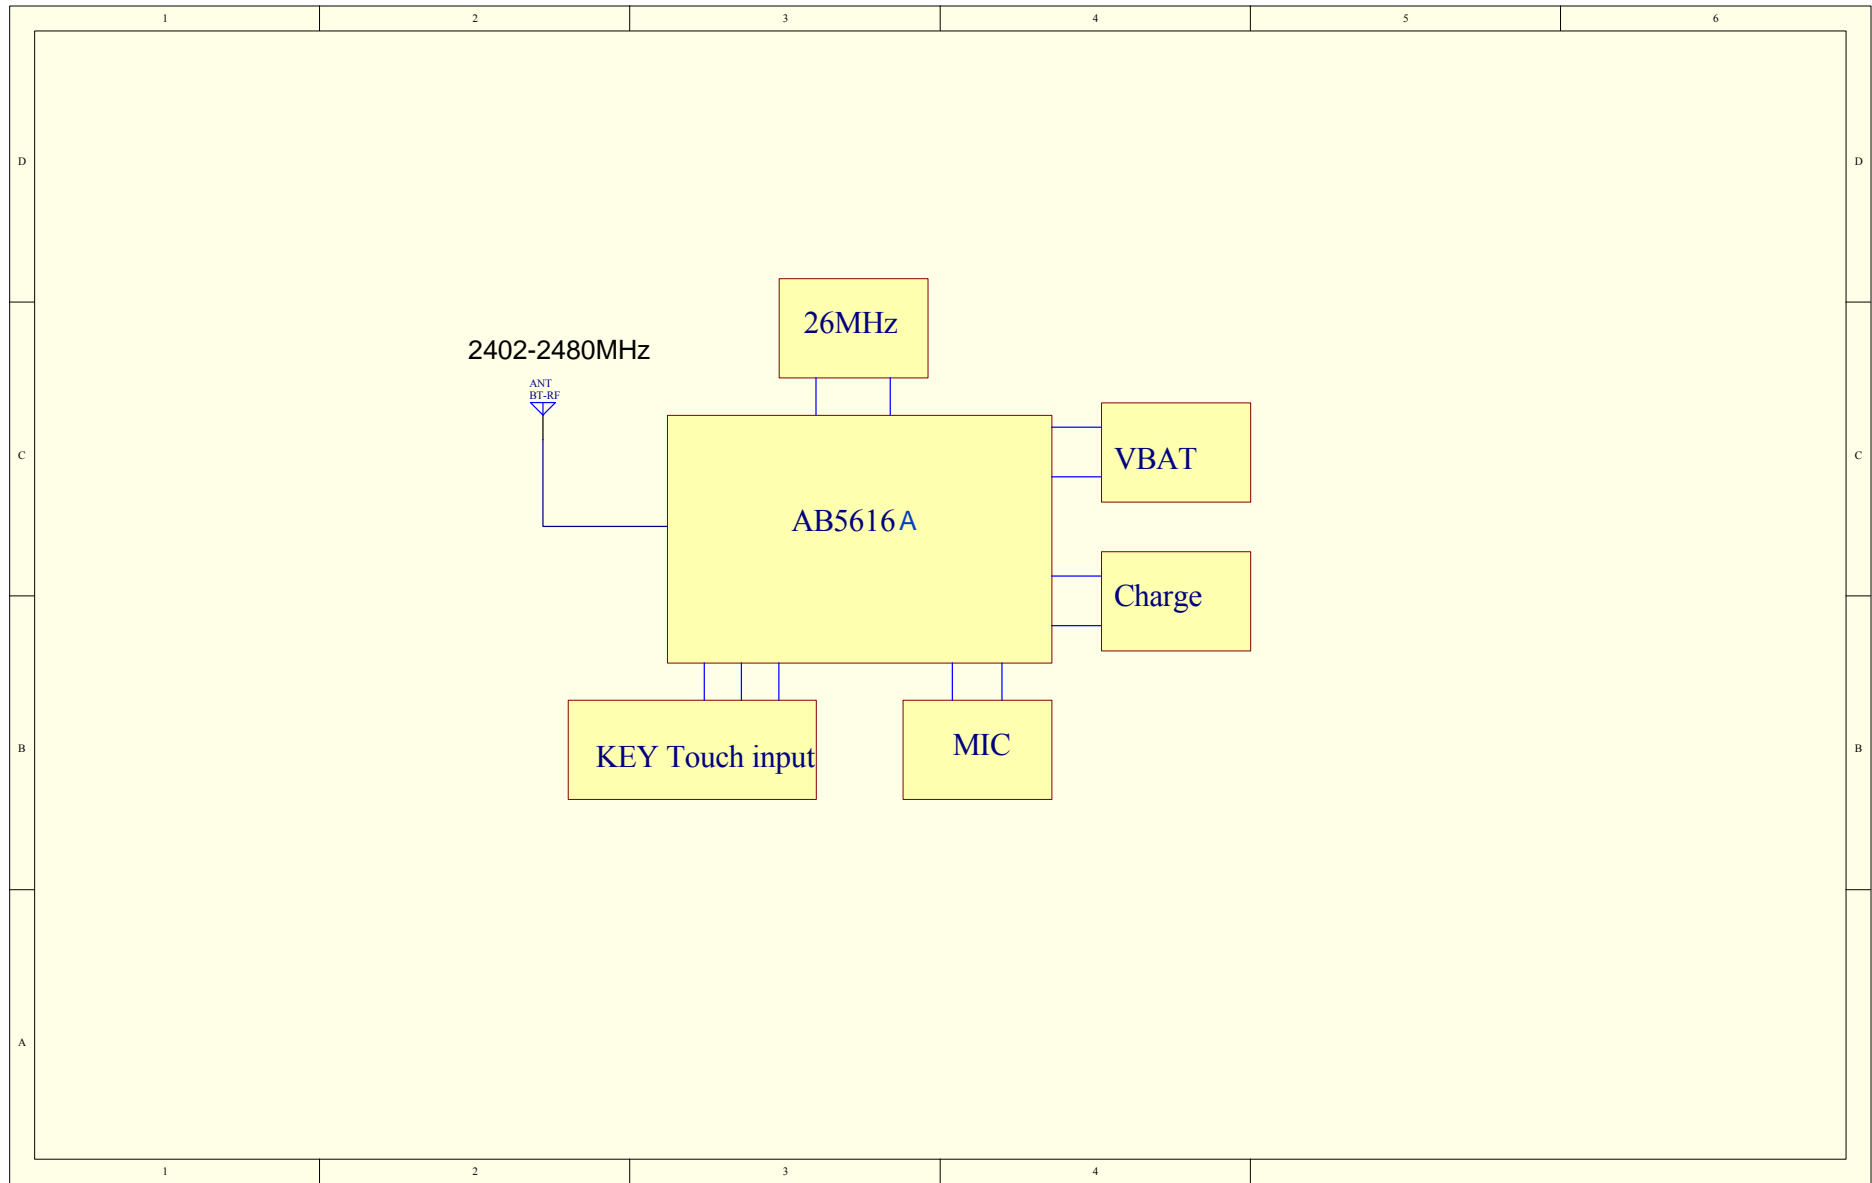 1 2 3 4 5 6
D D
26MHz
2402-2480MHz
ANT
BT-RF
C C
VBAT
AB5616A
Charge
B B
KEY Touch input
MIC
A
1 2 3 4